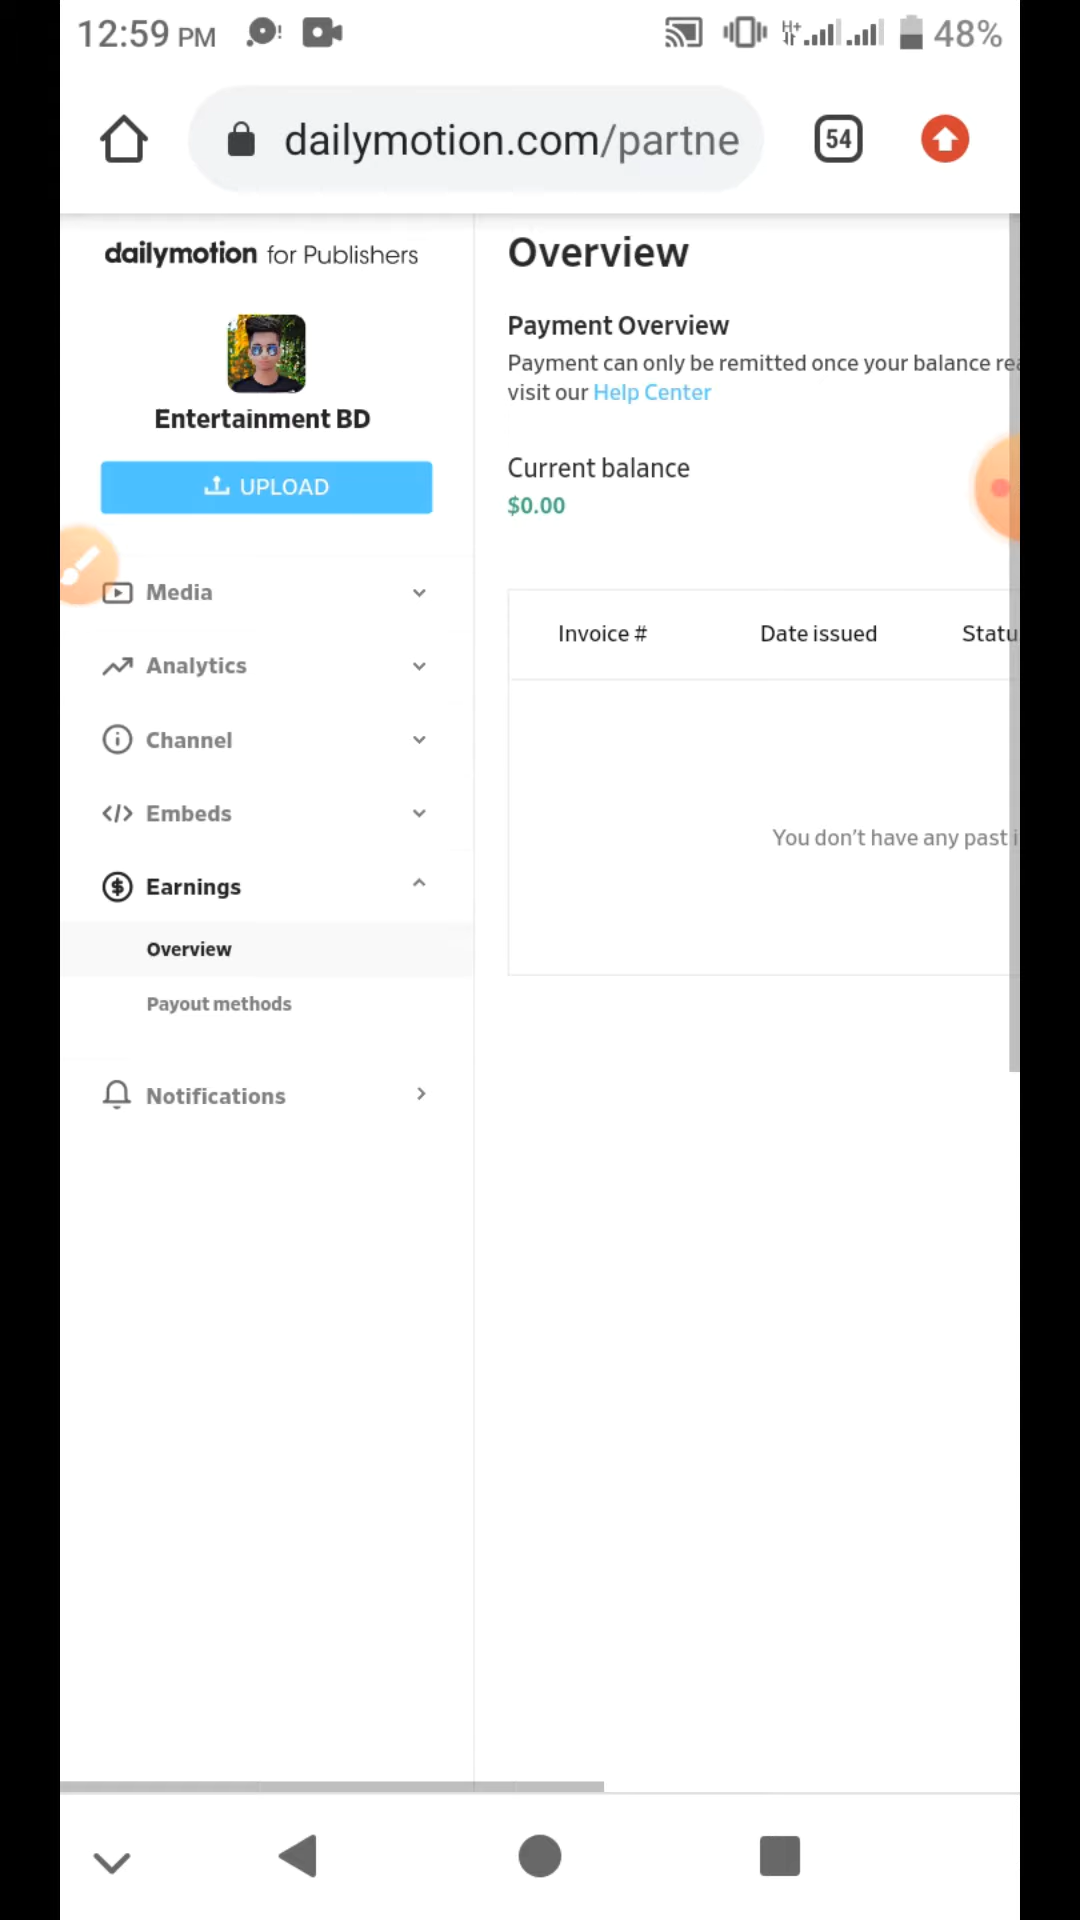 12:59 PM
H+
48%
dailymotion.com/partne
54
dailymotion for Publishers
Entertainment BD
UPLOAD
Media
Analytics
Channel
Embeds
Earnings
Overview
Payout methods
Notifications
Overview
Payment Overview
Payment can only be remitted once your balance rea
visit our Help Center
Current balance
$0.00
Invoice # Date issued Statu
You don't have any past i